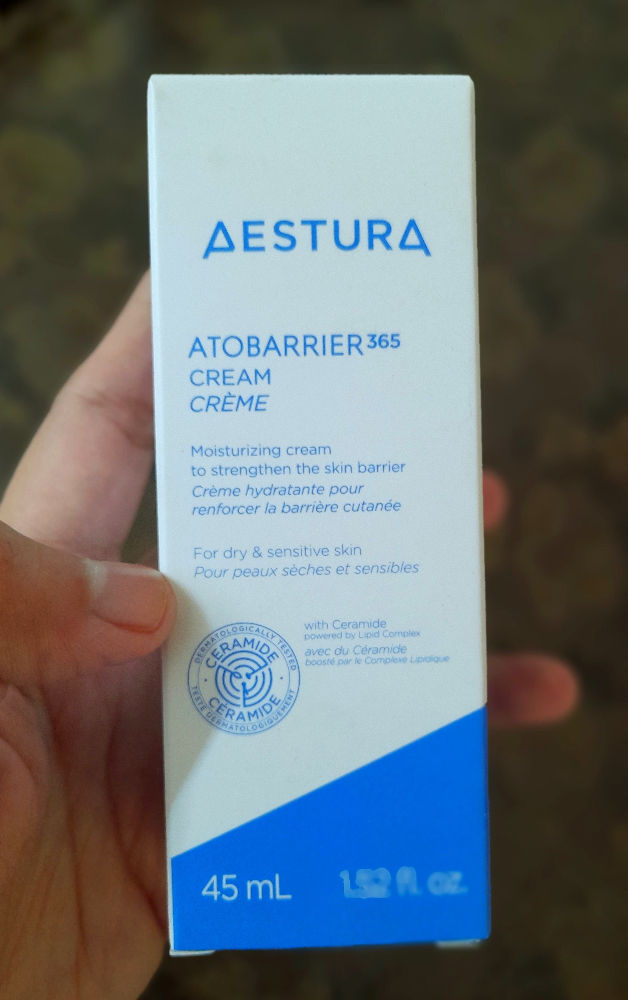 AESTURA
ATOBARRIER365
CREAM
CRÈME
Moisturizing cream
to strengthen the skin barrier
Crème hydratante pour
renforcer la barrière cutanée
For dry & sensitive skin
Pour peaux sèches et sensibles
DERMATOLOGICALLY TESTED
CERAMIDE
CÉRAMIDE
TESTÉ DERMATOLOGIQUEMENT
with Ceramide
powered by Lipid Complex
avec du Céramide
boosté par le Complexe Lipidique
45 mL fl. oz.